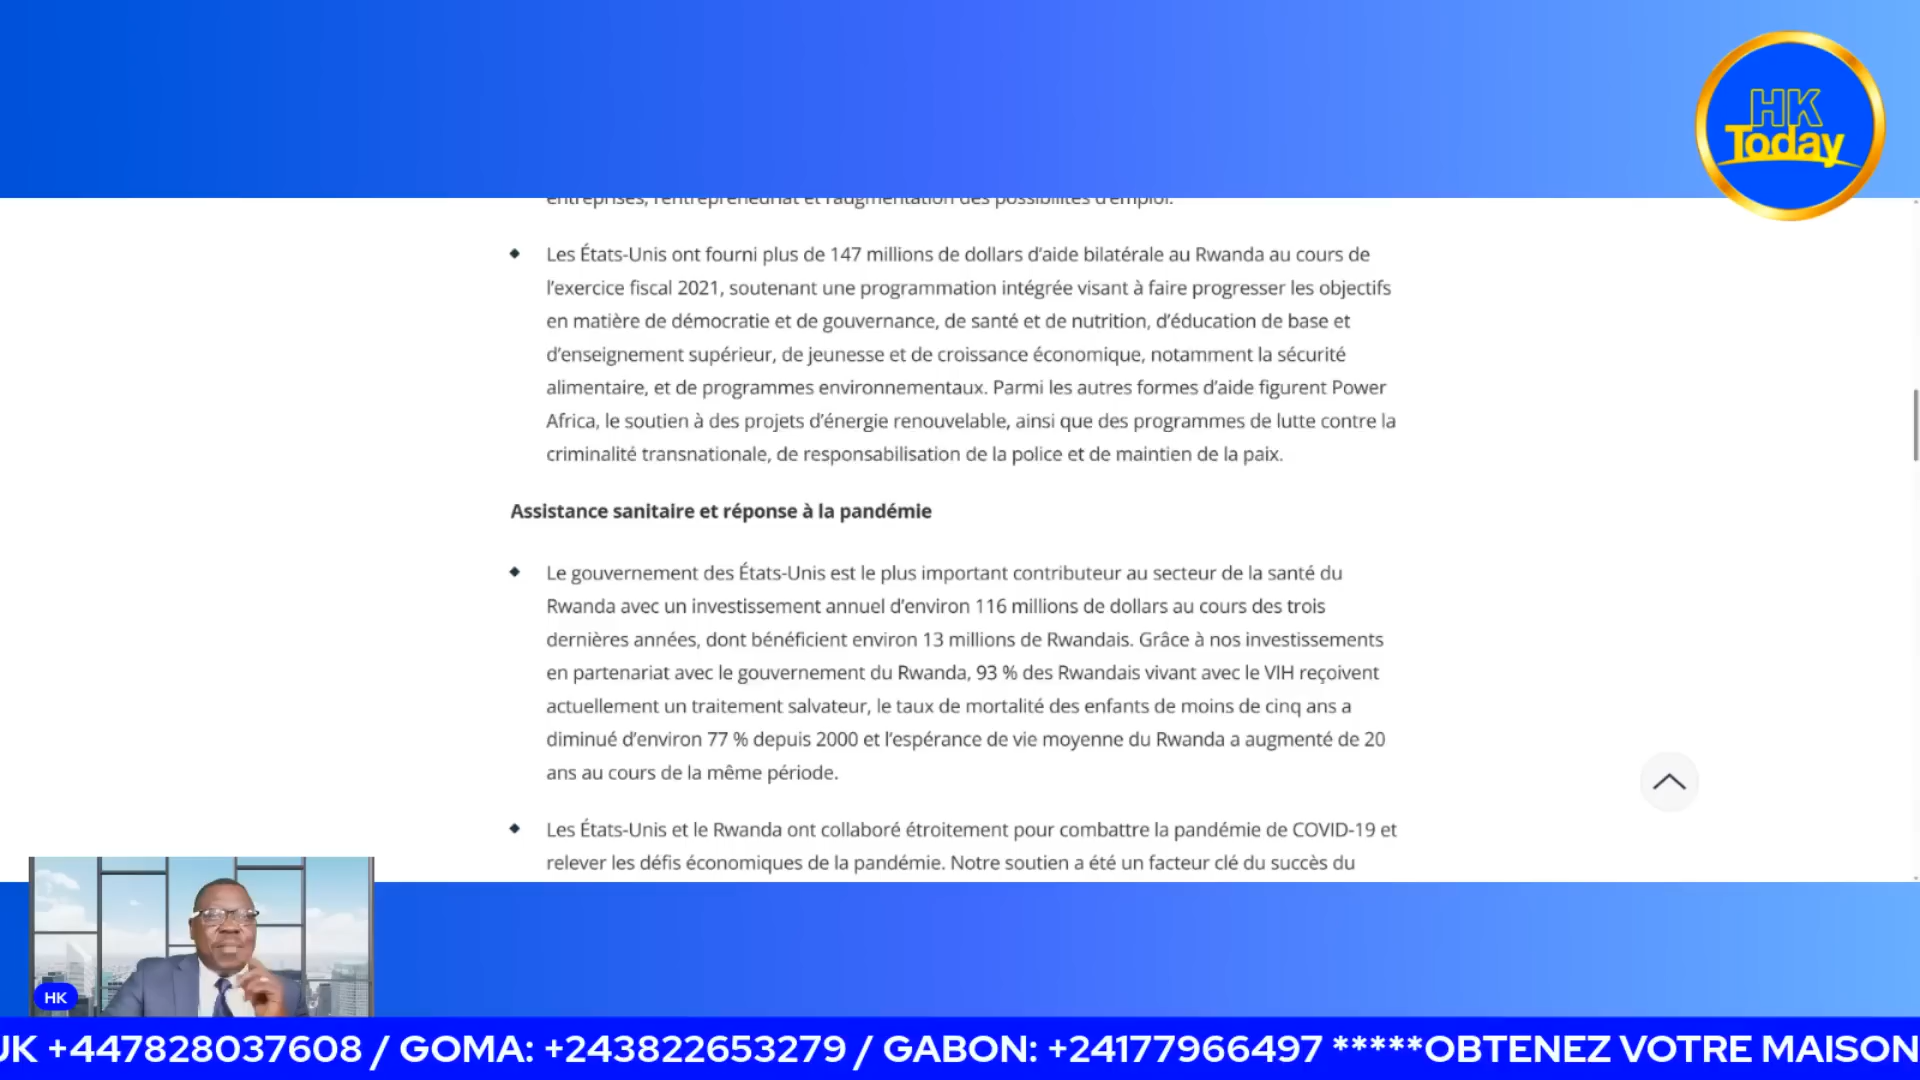 HK
Today
entreprises, l'entrepreneuriat et l'augmentation des possibilités d'emploi.
Les États-Unis ont fourni plus de 147 millions de dollars d’aide bilatérale au Rwanda au cours de
l’exercice fiscal 2021, soutenant une programmation intégrée visant à faire progresser les objectifs
en matière de démocratie et de gouvernance, de santé et de nutrition, d’éducation de base et
d’enseignement supérieur, de jeunesse et de croissance économique, notamment la sécurité
alimentaire, et de programmes environnementaux. Parmi les autres formes d’aide figurent Power
Africa, le soutien à des projets d’énergie renouvelable, ainsi que des programmes de lutte contre la
criminalité transnationale, de responsabilisation de la police et de maintien de la paix.
Assistance sanitaire et réponse à la pandémie
Le gouvernement des États-Unis est le plus important contributeur au secteur de la santé du
Rwanda avec un investissement annuel d’environ 116 millions de dollars au cours des trois
dernières années, dont bénéficient environ 13 millions de Rwandais. Grâce à nos investissements
en partenariat avec le gouvernement du Rwanda, 93 % des Rwandais vivant avec le VIH reçoivent
actuellement un traitement salvateur, le taux de mortalité des enfants de moins de cinq ans a
diminué d’environ 77 % depuis 2000 et l’espérance de vie moyenne du Rwanda a augmenté de 20
ans au cours de la même période.
Les États-Unis et le Rwanda ont collaboré étroitement pour combattre la pandémie de COVID-19 et
relever les défis économiques de la pandémie. Notre soutien a été un facteur clé du succès du
HK
UK +447828037608 / GOMA: +243822653279 / GABON: +24177966497 *****OBTENEZ VOTRE MAISON